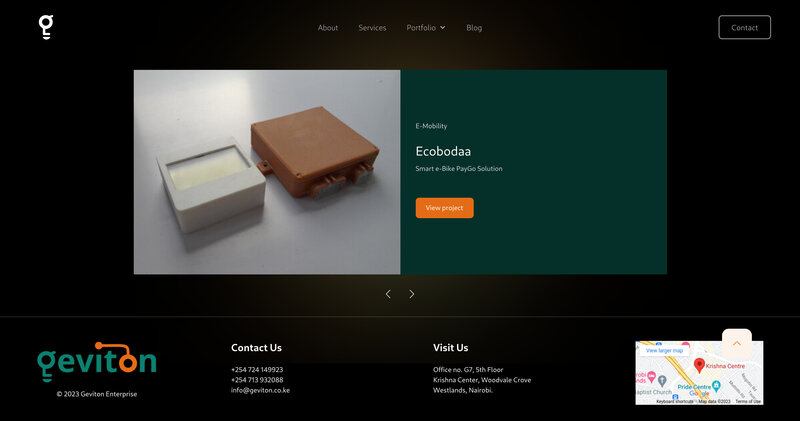 g
About
Services
Portfolio
Blog
Contact
E-Mobility
Ecobodaa
Smart e-Bike PayGo Solution
View project
geviton
© 2023 Geviton Enterprise
Contact Us
+254 724 149923
+254 713 932088
info@geviton.co.ke
Visit Us
Office no. G7, 5th Floor
Krishna Center, Woodvale Crove
Westlands, Nairobi.
View larger map
Krishna Centre
Pride Centre
aptist Church
Google
Keyboard shortcuts
Map data ©2023
Terms of Use